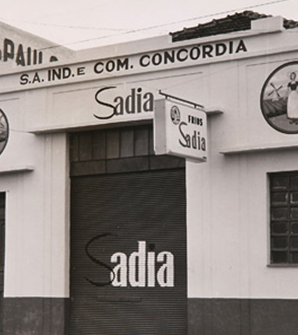 PAULO
S.A. IND. E COM. CONCORDIA
Sadia
FRIOS
Sadia
Sadia